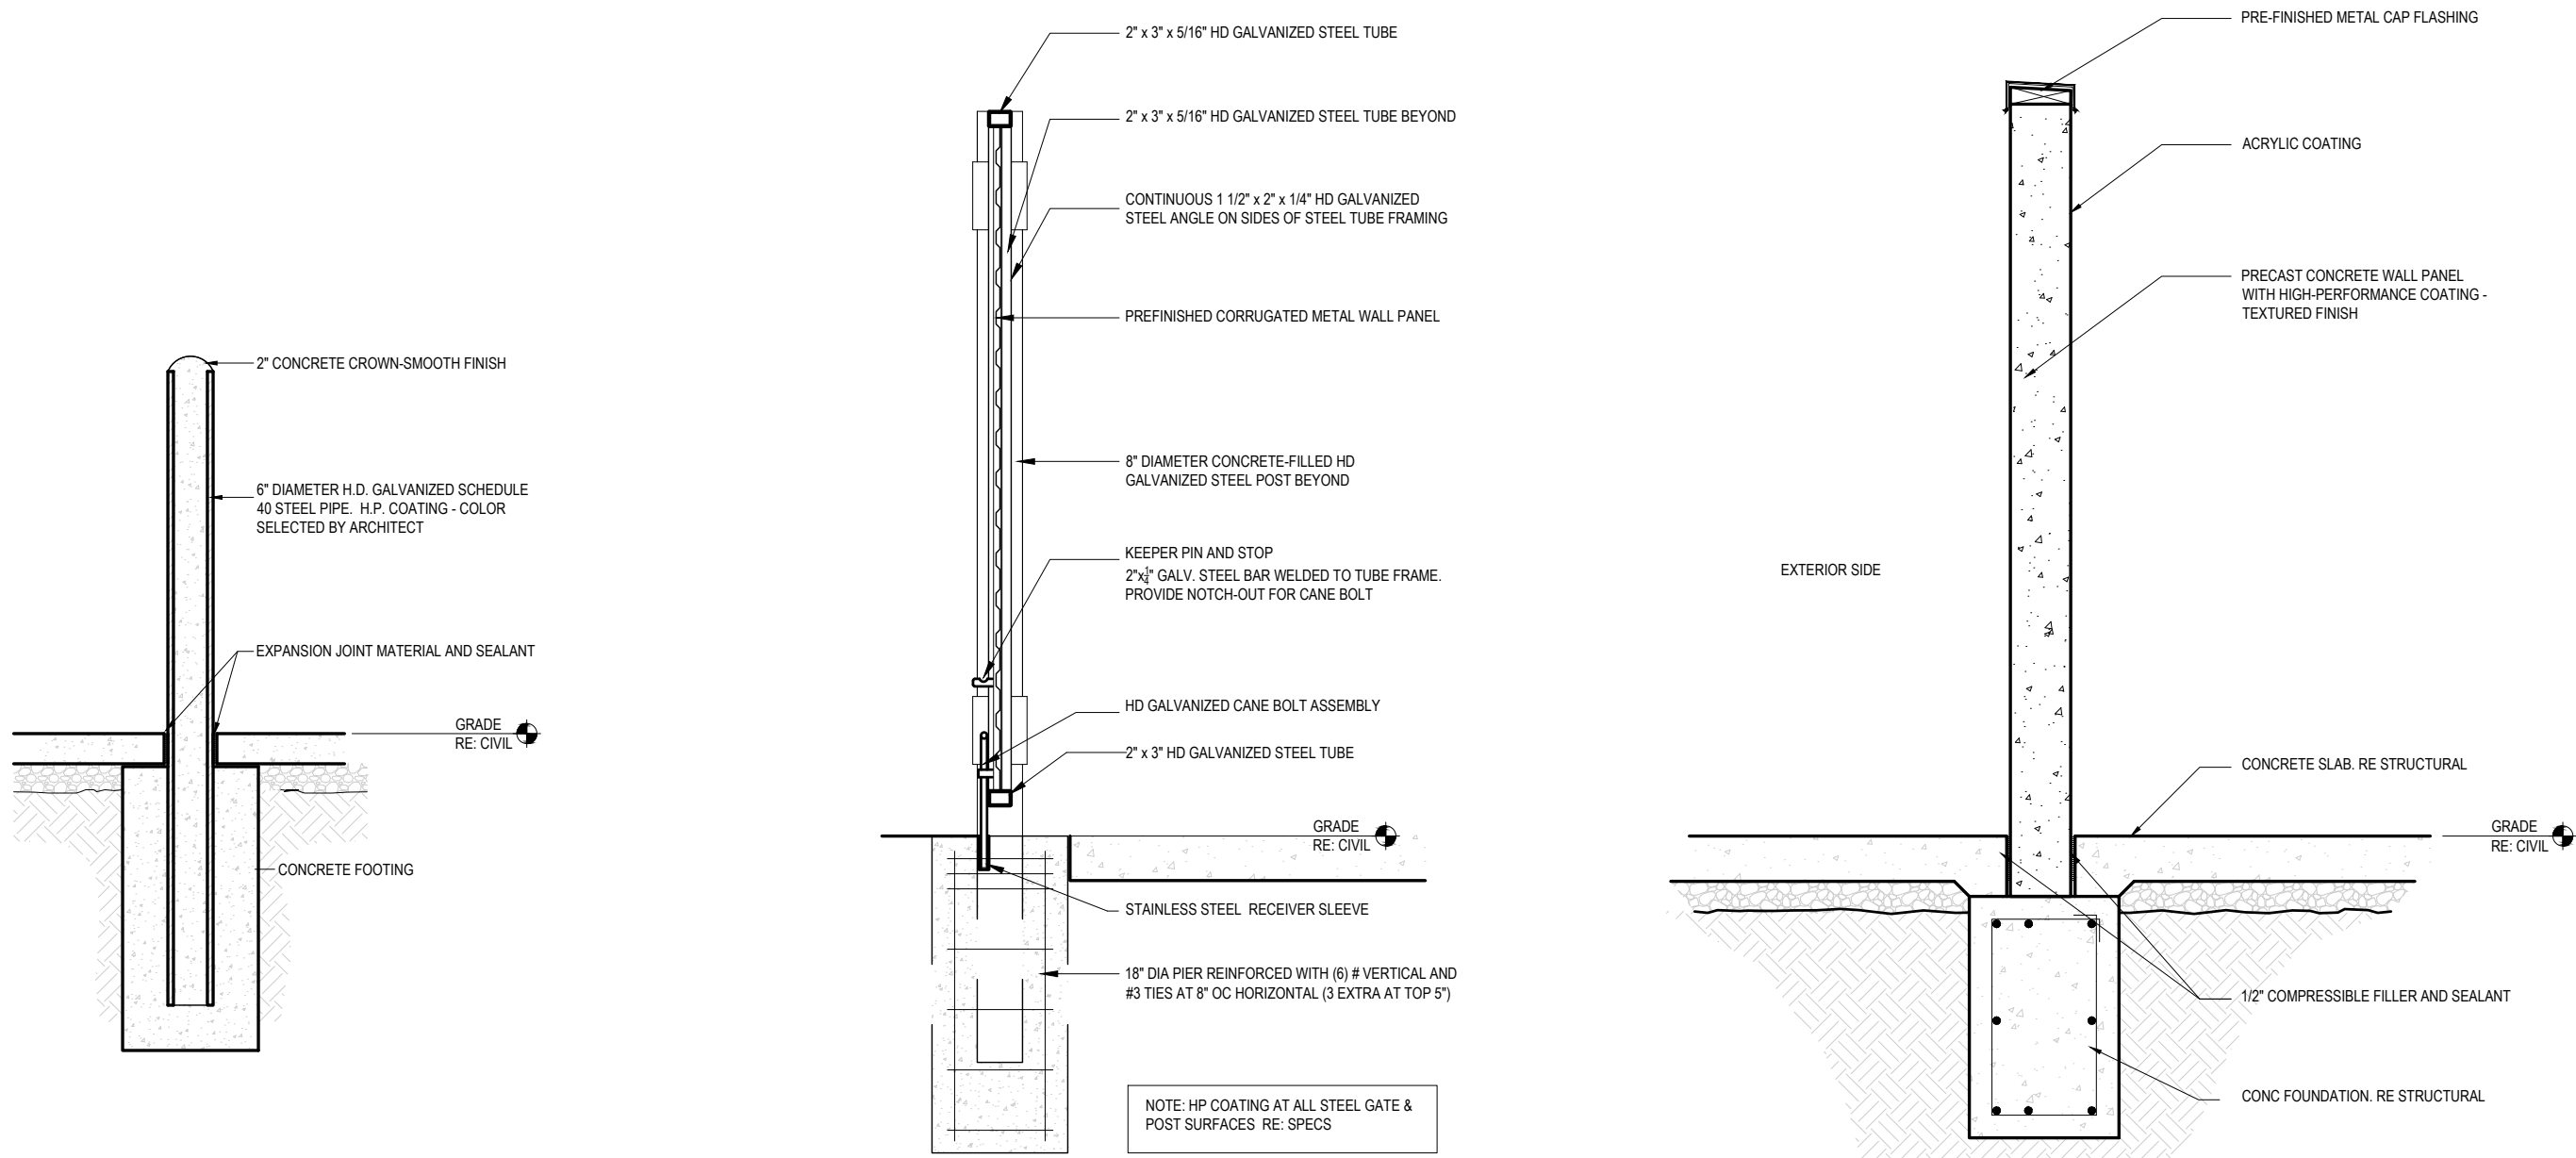 2" CONCRETE CROWN-SMOOTH FINISH
6" DIAMETER H.D. GALVANIZED SCHEDULE
40 STEEL PIPE. H.P. COATING - COLOR
SELECTED BY ARCHITECT
EXPANSION JOINT MATERIAL AND SEALANT
GRADE
RE: CIVIL
CONCRETE FOOTING
2" x 3" x 5/16" HD GALVANIZED STEEL TUBE
2" x 3" x 5/16" HD GALVANIZED STEEL TUBE BEYOND
CONTINUOUS 1 1/2" x 2" x 1/4" HD GALVANIZED
STEEL ANGLE ON SIDES OF STEEL TUBE FRAMING
PREFINISHED CORRUGATED METAL WALL PANEL
8" DIAMETER CONCRETE-FILLED HD
GALVANIZED STEEL POST BEYOND
KEEPER PIN AND STOP
2"x1/4" GALV. STEEL BAR WELDED TO TUBE FRAME.
PROVIDE NOTCH-OUT FOR CANE BOLT
HD GALVANIZED CANE BOLT ASSEMBLY
2" x 3" HD GALVANIZED STEEL TUBE
GRADE
RE: CIVIL
STAINLESS STEEL RECEIVER SLEEVE
18" DIA PIER REINFORCED WITH (6) # VERTICAL AND
#3 TIES AT 8" OC HORIZONTAL (3 EXTRA AT TOP 5")
NOTE: HP COATING AT ALL STEEL GATE &
POST SURFACES RE: SPECS
PRE-FINISHED METAL CAP FLASHING
ACRYLIC COATING
PRECAST CONCRETE WALL PANEL
WITH HIGH-PERFORMANCE COATING -
TEXTURED FINISH
EXTERIOR SIDE
CONCRETE SLAB. RE STRUCTURAL
GRADE
RE: CIVIL
1/2" COMPRESSIBLE FILLER AND SEALANT
CONC FOUNDATION. RE STRUCTURAL